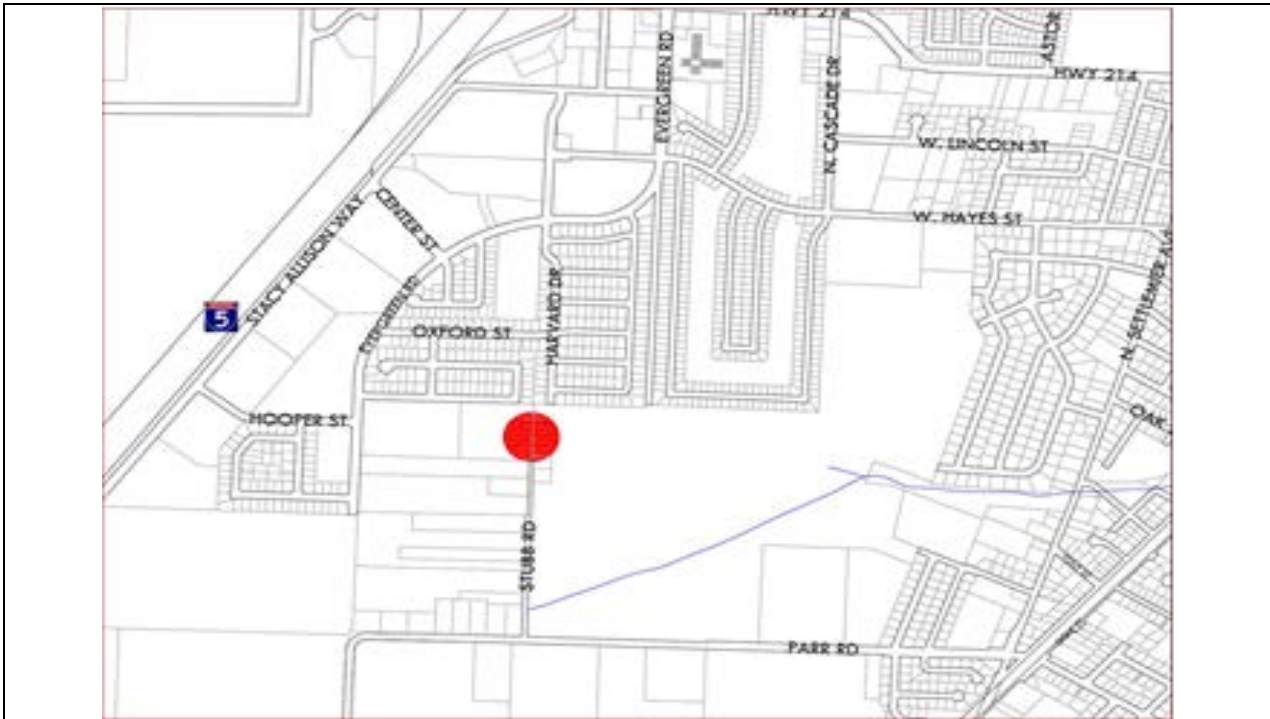 HWY 214
ASTOR
HWY 214
EVERGREEN RD
N. CASCADE DR
W. LINCOLN ST
CENTER ST
W. HAYES ST
STACY ALLISON WAY
N. SETTLEMIER AV
5
EVERGREEN RD
HARVARD DR
OXFORD ST
HOOPER ST
OAK
STUBB RD
PARR RD